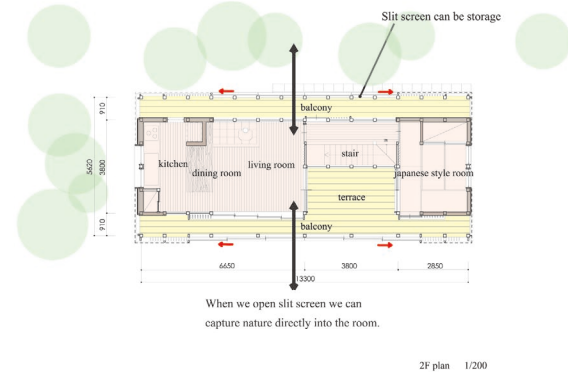 Slit screen can be storage
balcony
910
5620
3800
910
kitchen
dining room
living room
stair
japanese style room
terrace
balcony
6650
3800
2850
13300
When we open slit screen we can
capture nature directly into the room.
2F plan 1/200